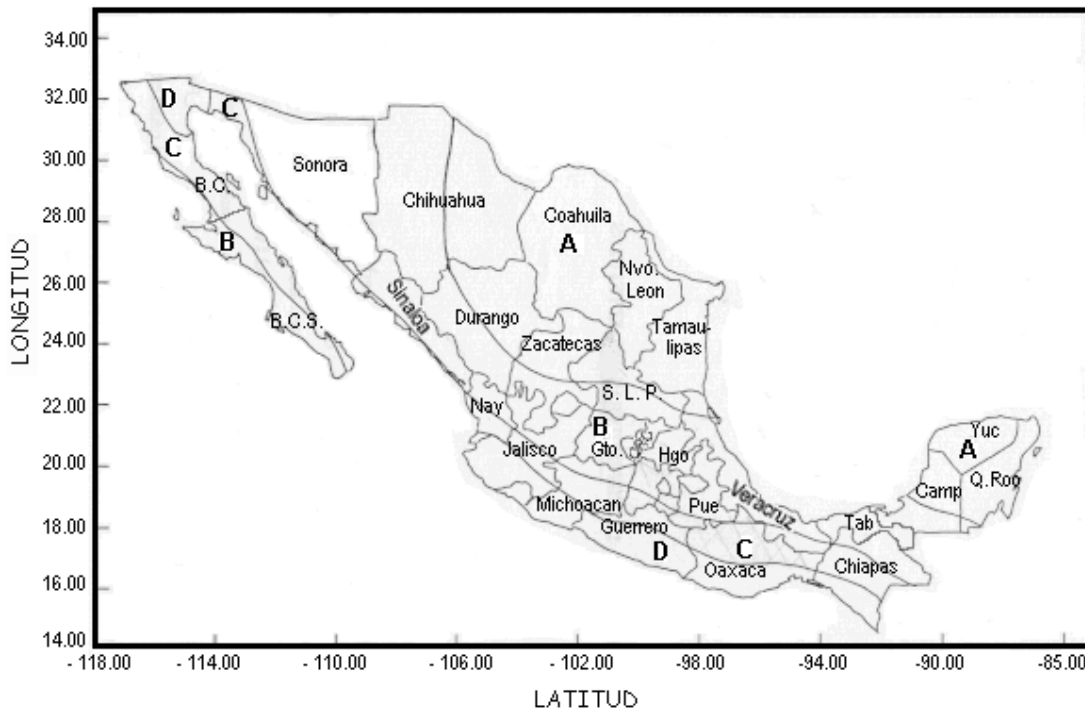 34.00
32.00
30.00
28.00
26.00
24.00
22.00
20.00
18.00
16.00
14.00
LONGITUD
D
C
C
B.C.
B
B.C.S.
Sonora
Chihuahua
Coahuila
A
Nvo.
Leon
Sinaloa
Durango
Zacatecas
Tamau-
lipas
S. L. P
Nay
B
Jalisco
Gto.
Hgo
Yuc
A
Q.Roo
Camp
Michoacan
Pue
Veracruz
Tab
Guerrero
D
C
Oaxaca
Chiapas
- 118.00
- 114.00
- 110.00
- 106.00
- 102.00
-98.00
-94.00
-90.00
-85.00
LATITUD